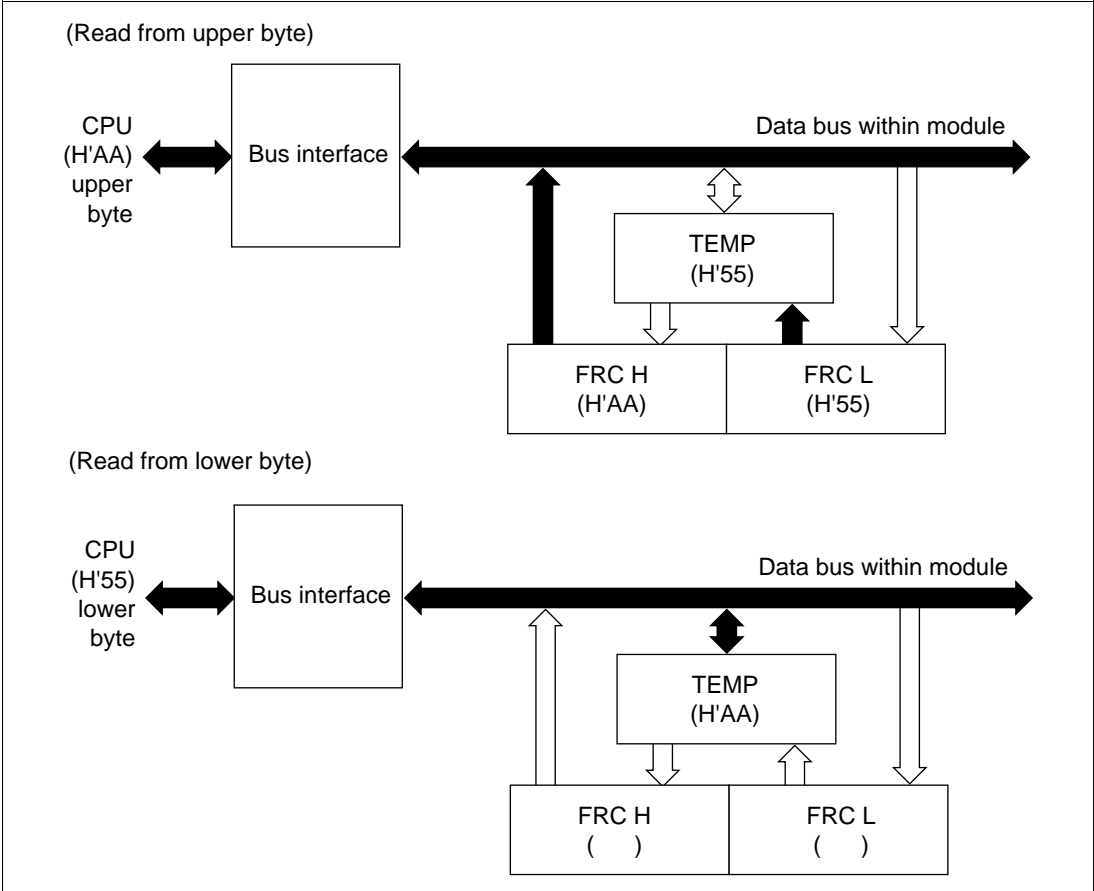 (Read from upper byte)
CPU
(H'AA)
upper
byte
Bus interface
Data bus within module
TEMP
(H'55)
FRC H
(H'AA)
FRC L
(H'55)
(Read from lower byte)
CPU
(H'55)
lower
byte
Bus interface
Data bus within module
TEMP
(H'AA)
FRC H
( )
FRC L
( )